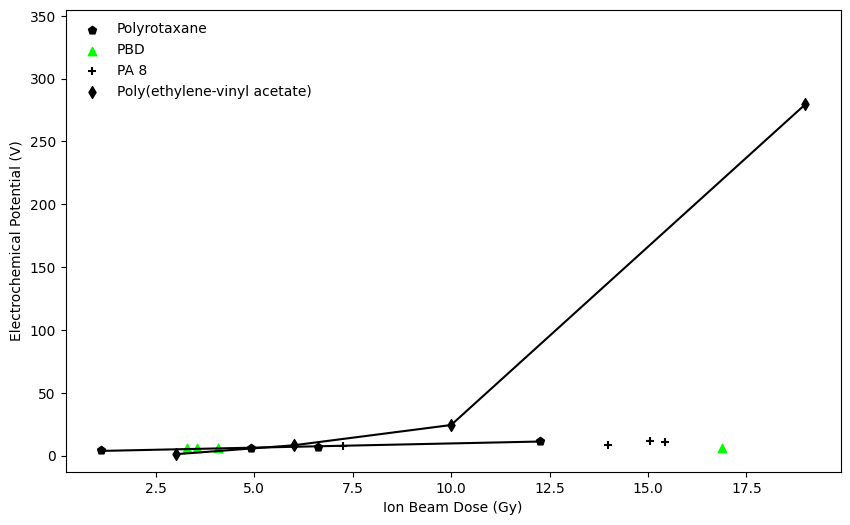 350
300
250
200
150
100
50
0
Electrochemical Potential (V)
Polyrotaxane
PBD
PA 8
Poly(ethylene-vinyl acetate)
2.5 5.0 7.5 10.0 12.5 15.0 17.5
Ion Beam Dose (Gy)